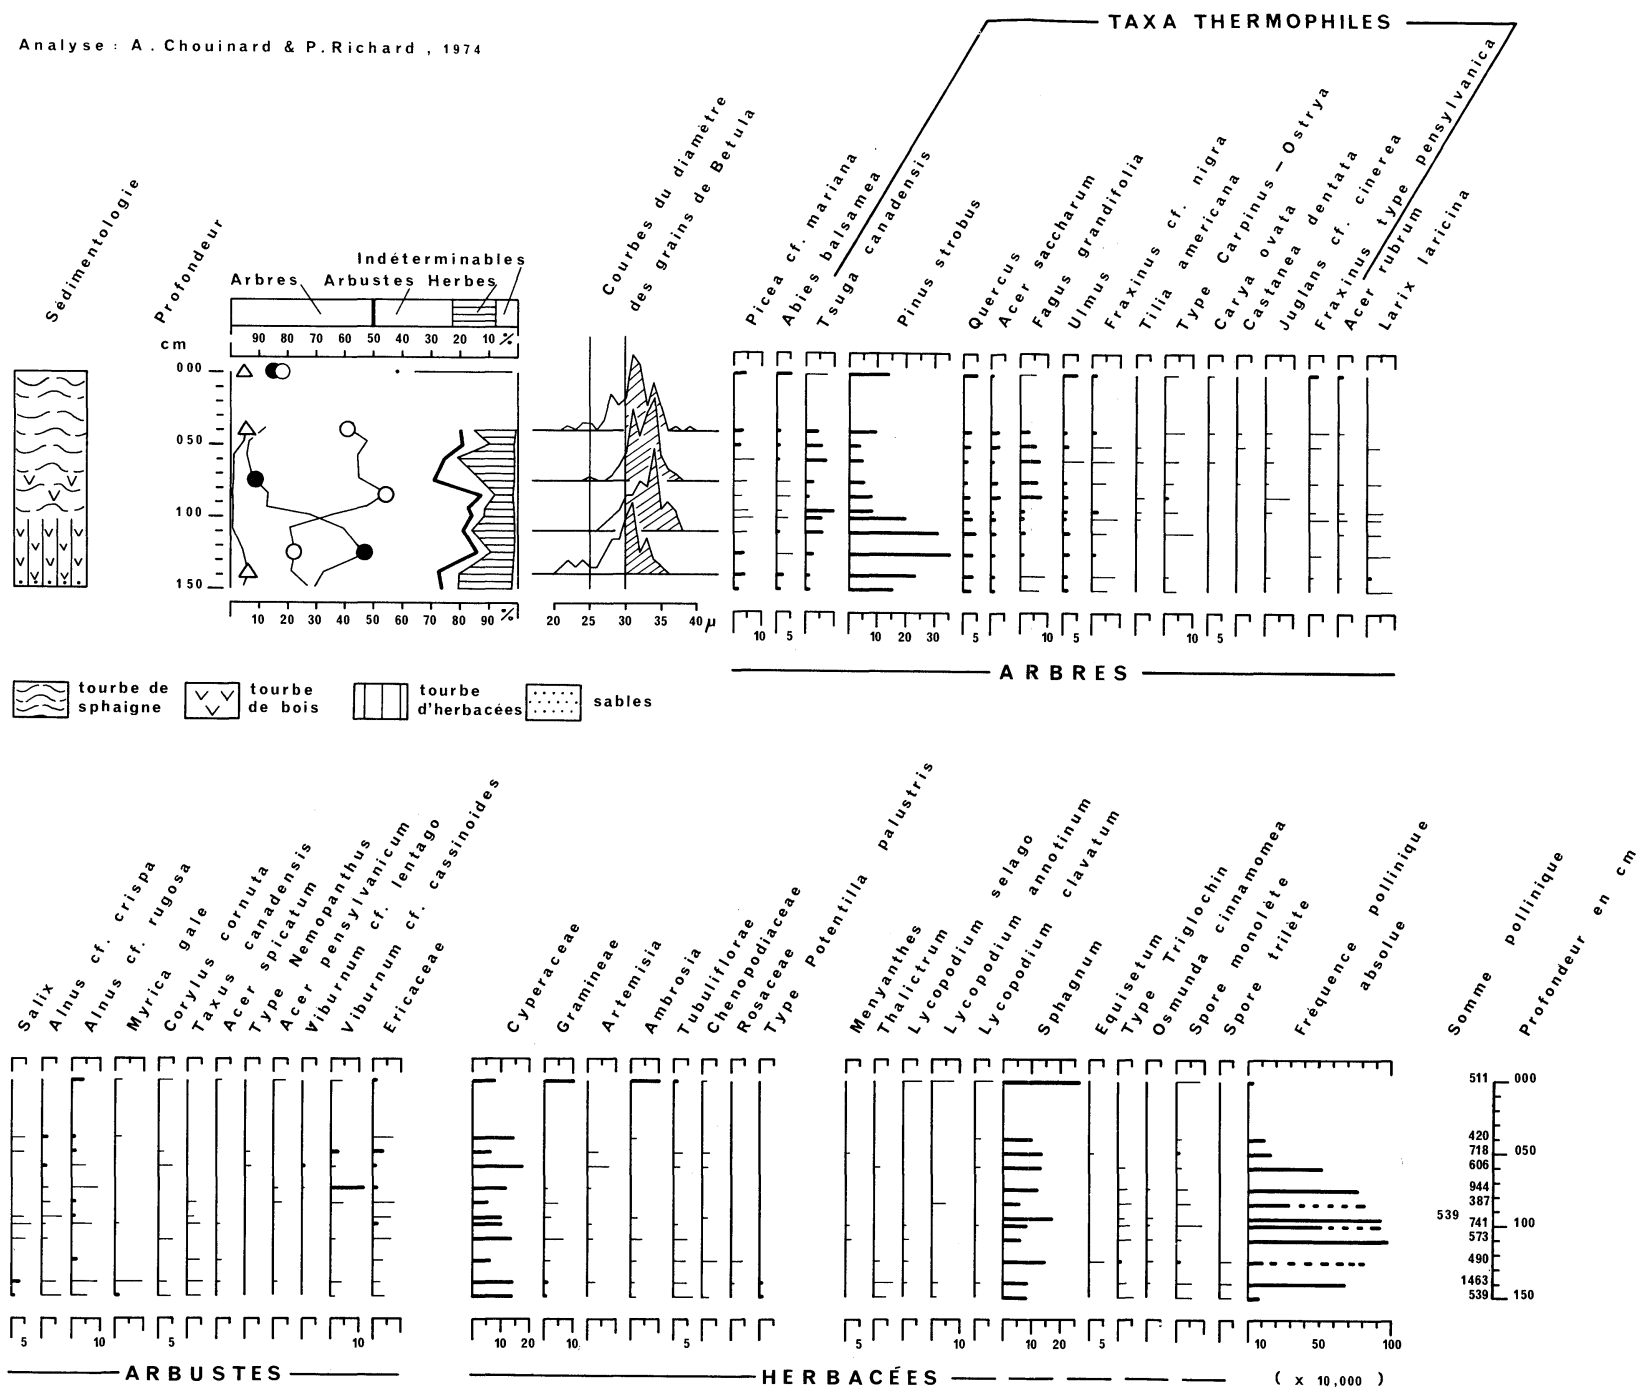 TAXA THERMOPHILES
Analyse : A. Chouinard & P. Richard , 1974
Sédimentologie
Profondeur
cm
Arbres
Arbustes
Herbes
Indéterminables
Courbes du diamètre
des grains de Betula
Picea cf. mariana
Abies balsamea
Tsuga canadensis
Pinus strobus
Quercus
Acer saccharum
Fagus grandifolia
Ulmus
Fraxinus cf. nigra
Tilia americana
Type Carpinus – Ostrya
Carya ovata
Castanea dentata
Juglans cf. cinerea
Fraxinus type pensylvanica
Acer rubrum
Larix laricina
90 80 70 60 50 40 30 20 10 %
000
050
100
150
10 20 30 40 50 60 70 80 90 %
20 25 30 35 40 µ
10 5 10 20 30 5 10 5 10 5
ARBRES
tourbe de sphaigne
tourbe de bois
tourbe d'herbacées
sables
Salix
Alnus cf. crispa
Alnus cf. rugosa
Myrica gale
Corylus cornuta
Taxus canadensis
Acer spicatum
Type Nemopanthus
Acer pensylvanicum
Viburnum cf. lentago
Viburnum cf. cassinoides
Ericaceae
Cyperaceae
Gramineae
Artemisia
Ambrosia
Tubuliflorae
Chenopodiaceae
Rosaceae
Type Potentilla palustris
Menyanthes
Thalictrum
Lycopodium selago
Lycopodium annotinum
Lycopodium clavatum
Sphagnum
Equisetum
Type Triglochin
Osmunda cinnamomea
Spore monolète
Spore trilète
Fréquence pollinique
absolue
Somme pollinique
Profondeur en cm
511 000
420
718 050
606
944
387
539
741 100
573
490
1463
539 150
5 10 5 10
10 20 10 5
5 10 10 20 5
10 50 100
ARBUSTES
HERBACÉES
( x 10,000 )